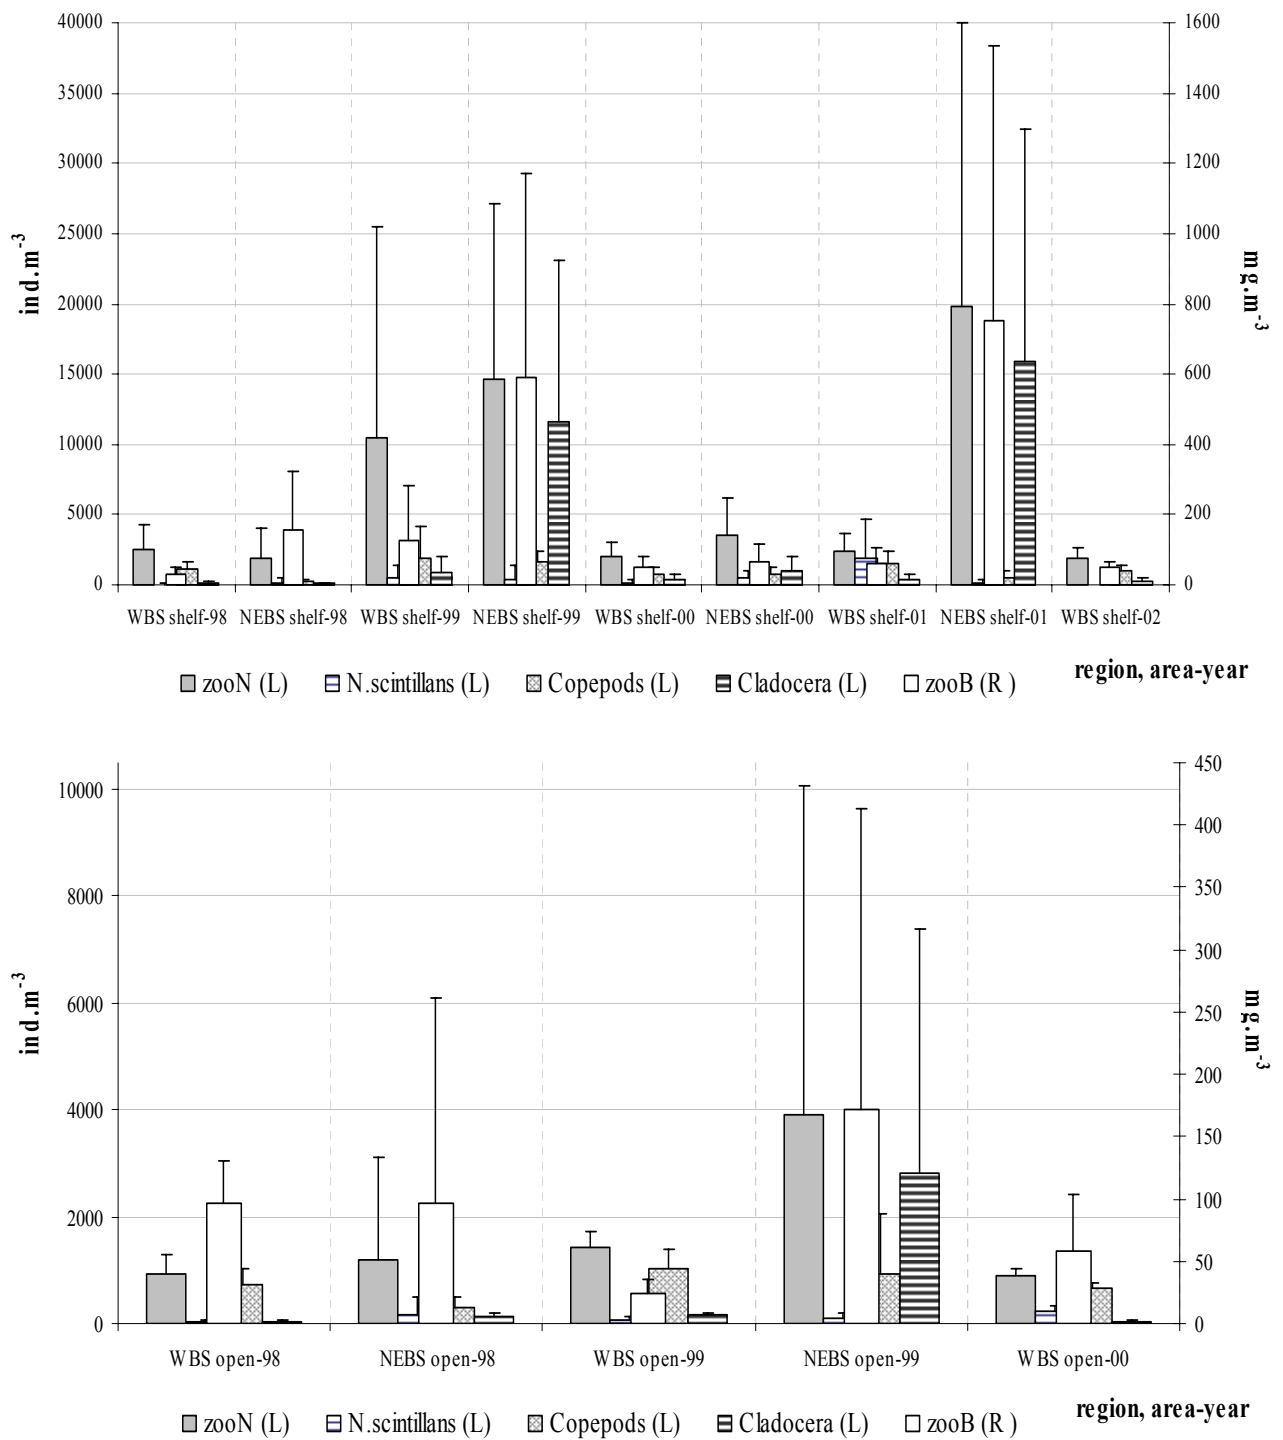 40000 1600
35000 1400
30000 1200
25000 1000
20000 800
15000 600
10000 400
5000 200
0 0
ind.m⁻³
mg.m⁻³
WBS shelf-98 NEBS shelf-98 WBS shelf-99 NEBS shelf-99 WBS shelf-00 NEBS shelf-00 WBS shelf-01 NEBS shelf-01 WBS shelf-02
region, area-year
zooN (L) N.scintillans (L) Copepods (L) Cladocera (L) zooB (R )
450
10000 400
350
8000
300
6000 250
200
4000 150
100
2000
50
0 0
ind.m⁻³
mg.m⁻³
WBS open-98 NEBS open-98 WBS open-99 NEBS open-99 WBS open-00
region, area-year
zooN (L) N.scintillans (L) Copepods (L) Cladocera (L) zooB (R )